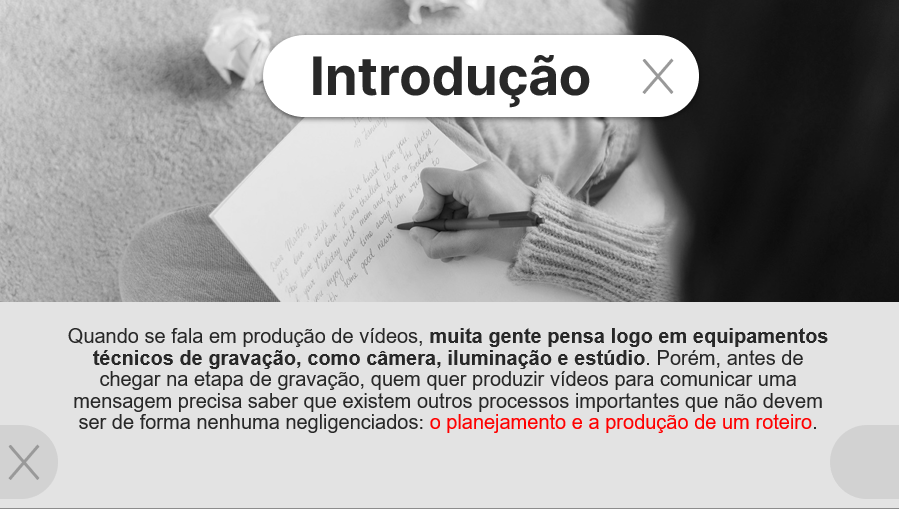 Introdução
Quando se fala em produção de vídeos, muita gente pensa logo em equipamentos
técnicos de gravação, como câmera, iluminação e estúdio. Porém, antes de
chegar na etapa de gravação, quem quer produzir vídeos para comunicar uma
mensagem precisa saber que existem outros processos importantes que não devem
ser de forma nenhuma negligenciados: o planejamento e a produção de um roteiro.